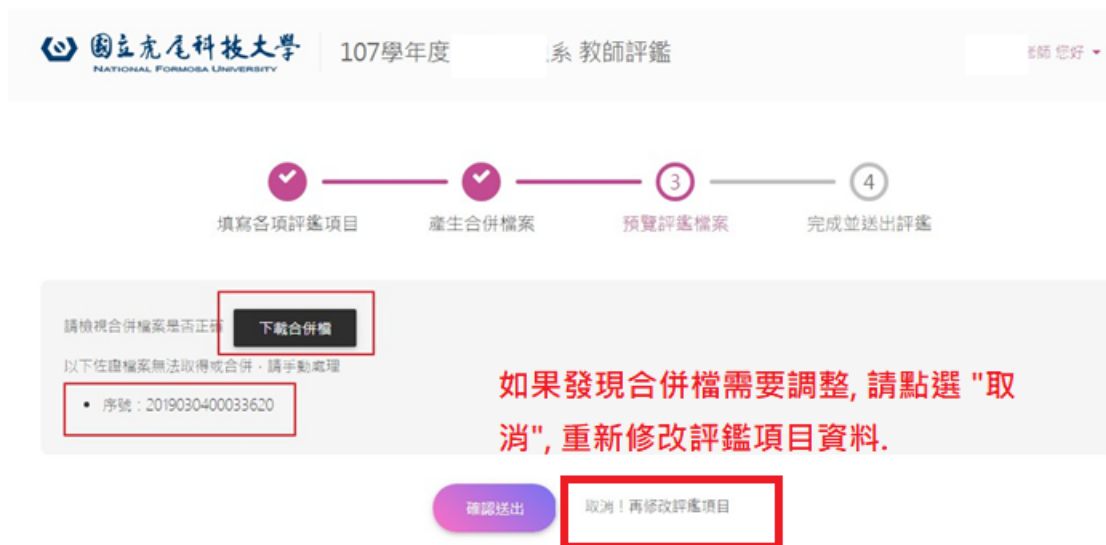 國立虎尾科技大學
NATIONAL FORMOSA UNIVERSITY
107學年度 系 教師評鑑
老師 您好
3
4
填寫各項評鑑項目
產生合併檔案
預覽評鑑檔案
完成並送出評鑑
請檢視合併檔案是否正確
下載合併檔
以下佐證檔案無法取得或合併，請手動處理
• 序號：2019030400033620
如果發現合併檔需要調整, 請點選 "取
消", 重新修改評鑑項目資料.
確認送出
取消！再修改評鑑項目